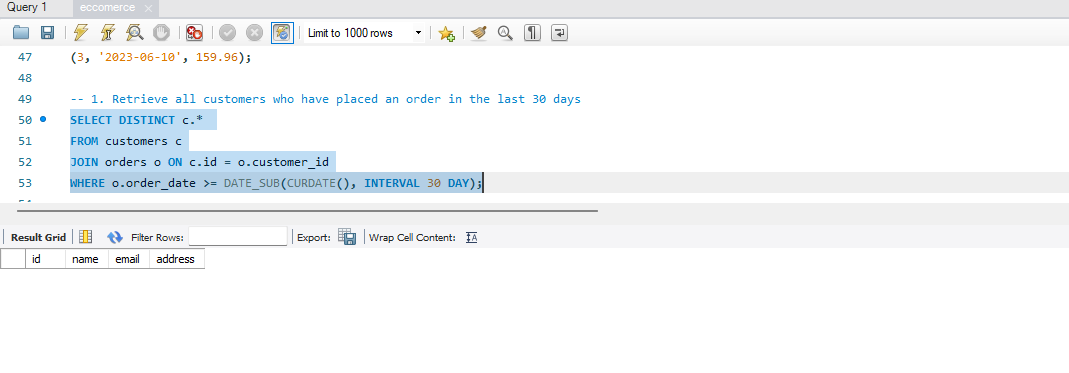 Query 1 eccomerce
Limit to 1000 rows
47 (3, '2023-06-10', 159.96);
48
49 -- 1. Retrieve all customers who have placed an order in the last 30 days
50 SELECT DISTINCT c.*
51 FROM customers c
52 JOIN orders o ON c.id = o.customer_id
53 WHERE o.order_date >= DATE_SUB(CURDATE(), INTERVAL 30 DAY);
Result Grid Filter Rows: Export: Wrap Cell Content:
id name email address